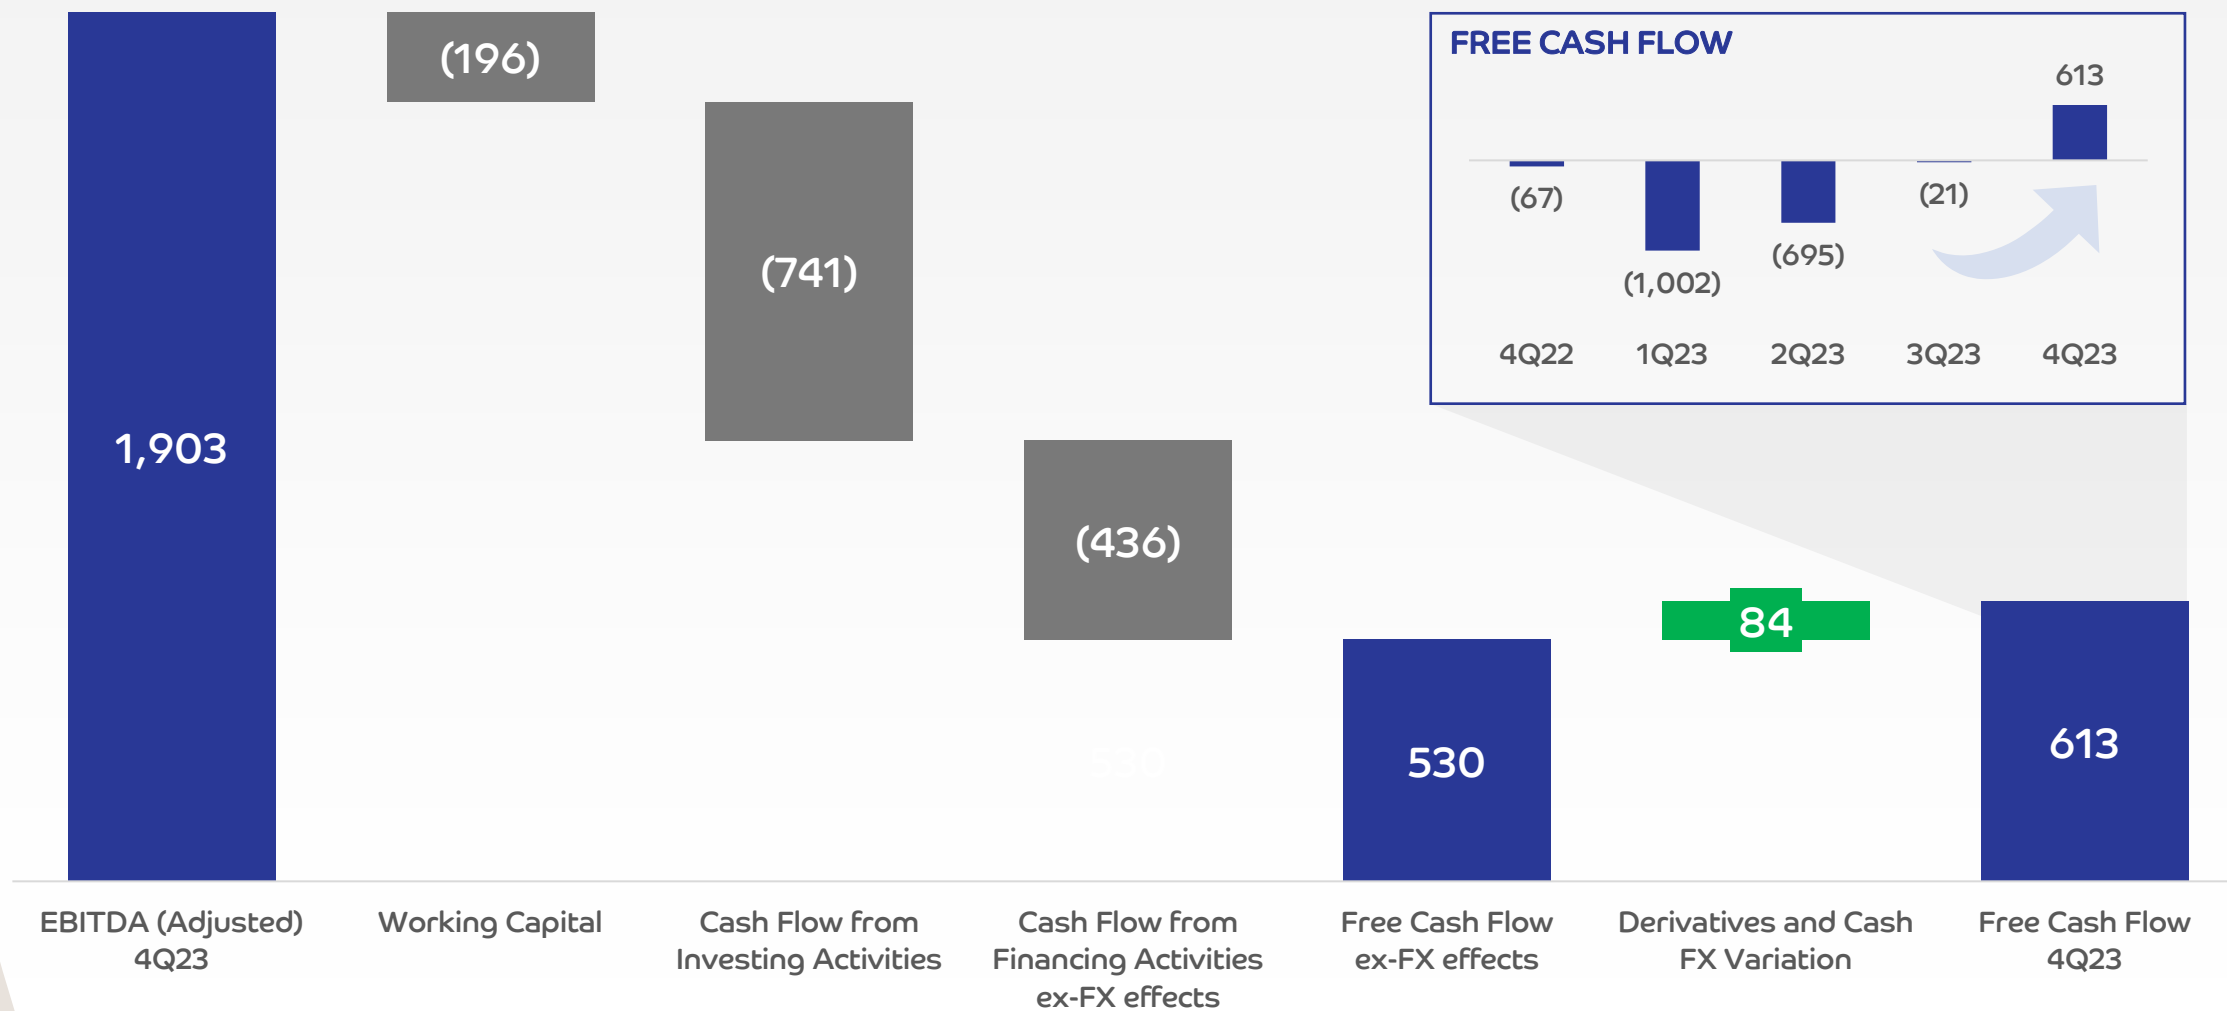 (196)
(741)
1,903
(436)
530
530
84
613
FREE CASH FLOW
613
(67)
(1,002)
(695)
(21)
4Q22
1Q23
2Q23
3Q23
4Q23
EBITDA (Adjusted)
4Q23
Working Capital
Cash Flow from
Investing Activities
Cash Flow from
Financing Activities
ex-FX effects
Free Cash Flow
ex-FX effects
Derivatives and Cash
FX Variation
Free Cash Flow
4Q23